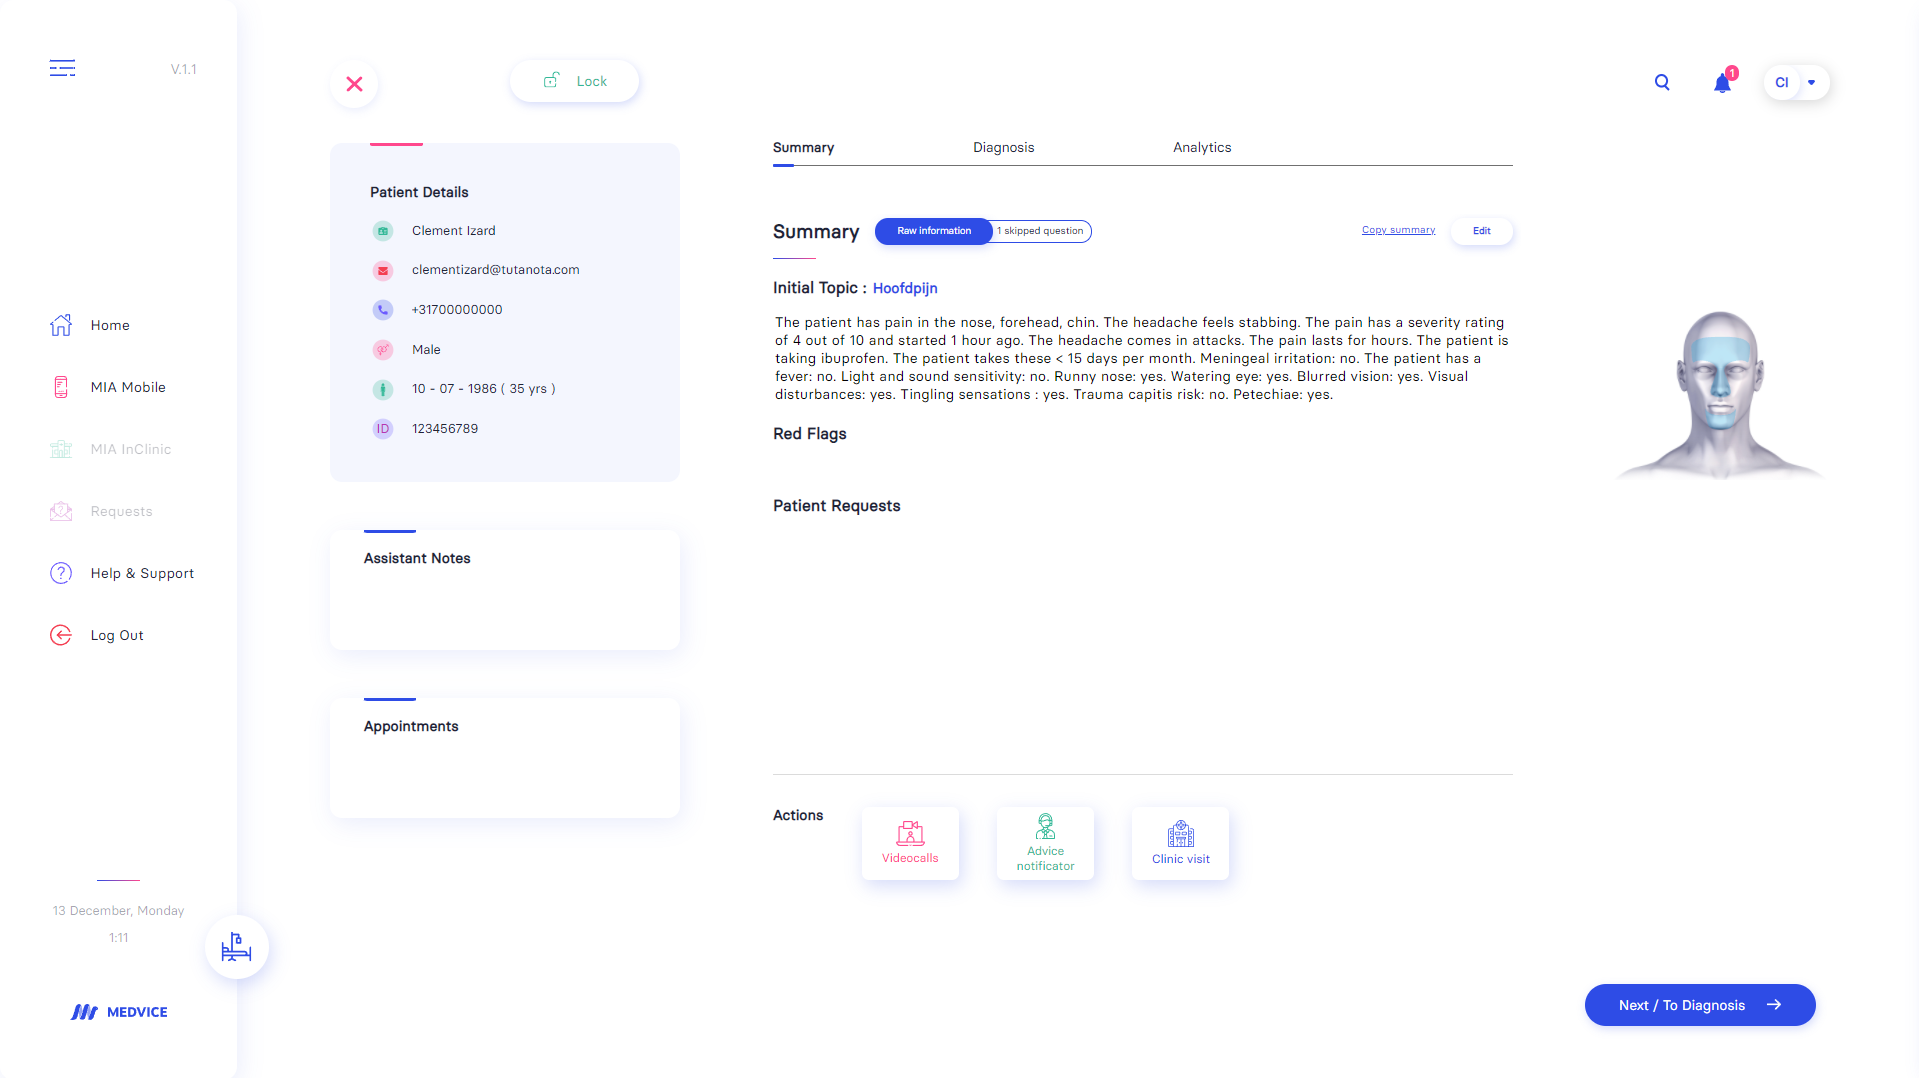 V.1.1
Home
MIA Mobile
MIA InClinic
Requests
Help & Support
Log Out
13 December, Monday
1:11
MEDVICE
Lock
Patient Details
Clement Izard
clementizard@tutanota.com
+31700000000
Male
10 - 07 - 1986 ( 35 yrs )
ID 123456789
Assistant Notes
Appointments
1
CI
Summary Diagnosis Analytics
Summary Raw information 1 skipped question Copy summary Edit
Initial Topic : Hoofdpijn
The patient has pain in the nose, forehead, chin. The headache feels stabbing. The pain has a severity rating
of 4 out of 10 and started 1 hour ago. The headache comes in attacks. The pain lasts for hours. The patient is
taking ibuprofen. The patient takes these < 15 days per month. Meningeal irritation: no. The patient has a
fever: no. Light and sound sensitivity: no. Runny nose: yes. Watering eye: yes. Blurred vision: yes. Visual
disturbances: yes. Tingling sensations : yes. Trauma capitis risk: no. Petechiae: yes.
Red Flags
Patient Requests
Actions
Videocalls
Advice
notificator
Clinic visit
Next / To Diagnosis